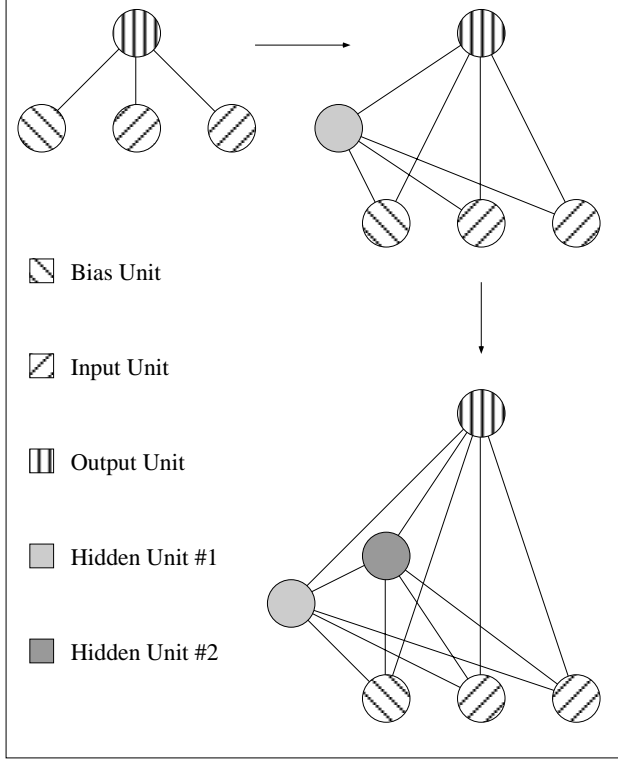 Bias Unit
Input Unit
Output Unit
Hidden Unit #1
Hidden Unit #2